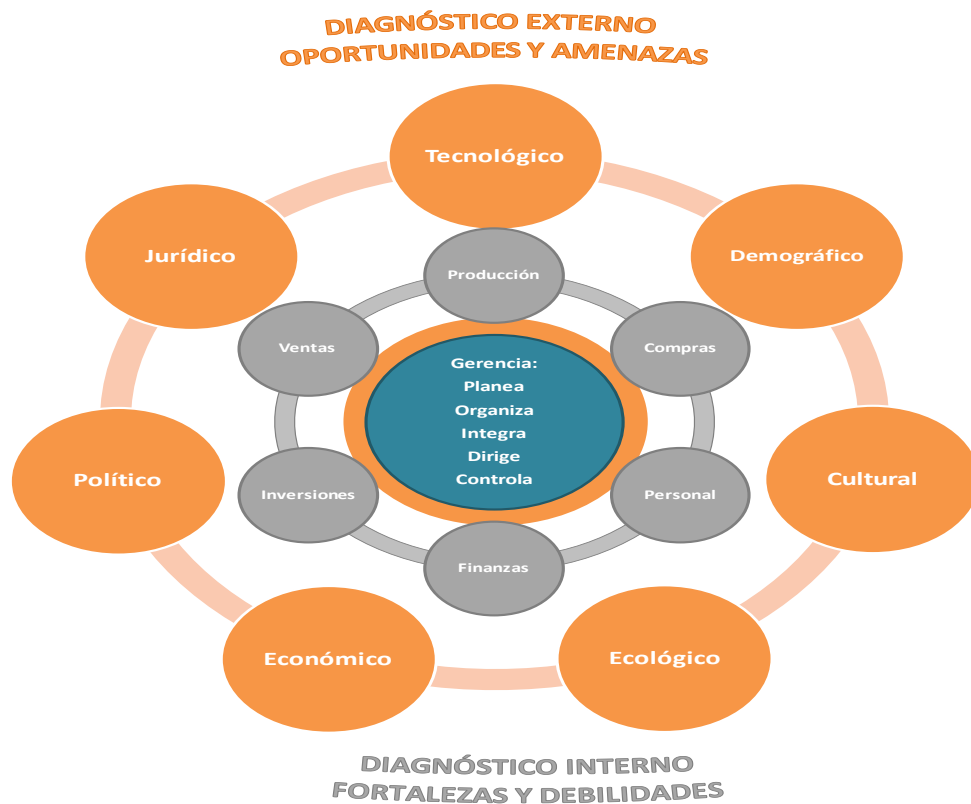 DIAGNÓSTICO EXTERNO
OPORTUNIDADES Y AMENAZAS
Tecnológico
Jurídico
Demográfico
Producción
Ventas
Compras
Gerencia:
Planea
Organiza
Integra
Dirige
Controla
Político
Cultural
Inversiones
Personal
Finanzas
Económico
Ecológico
DIAGNÓSTICO INTERNO
FORTALEZAS Y DEBILIDADES